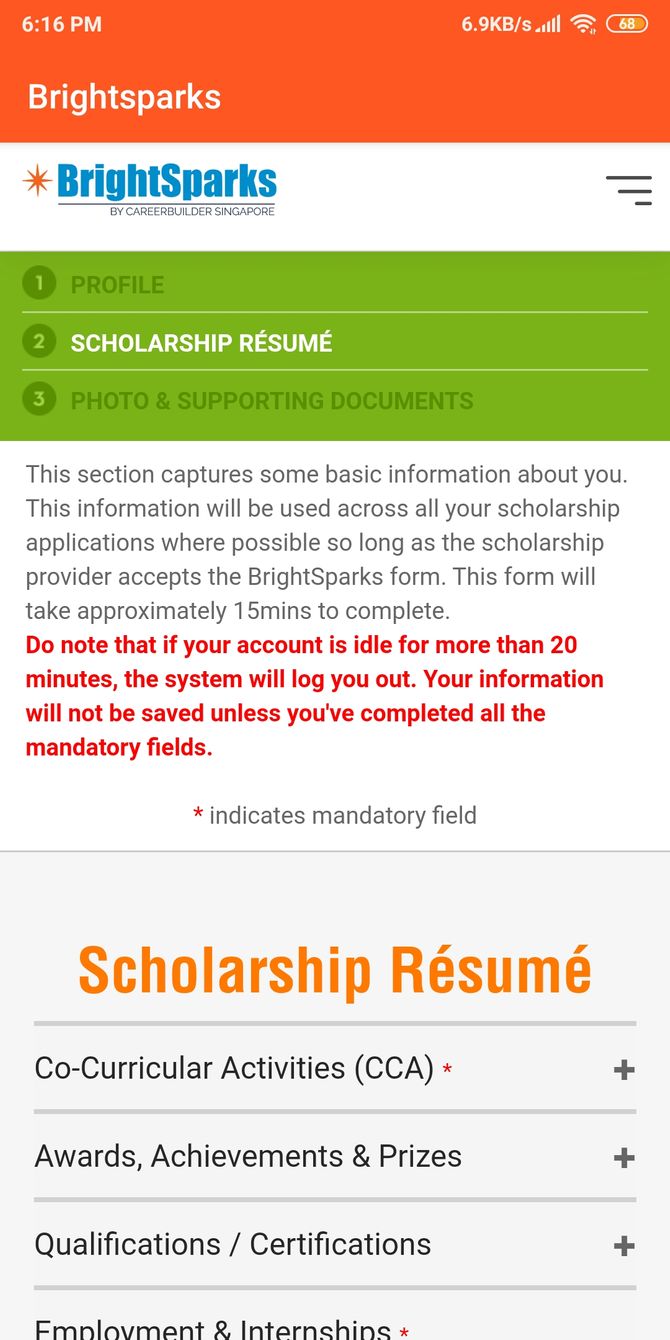 6:16 PM 6.9KB/s 68
Brightsparks
BrightSparks
BY CAREERBUILDER SINGAPORE
1 PROFILE
2 SCHOLARSHIP RÉSUMÉ
3 PHOTO & SUPPORTING DOCUMENTS
This section captures some basic information about you.
This information will be used across all your scholarship
applications where possible so long as the scholarship
provider accepts the BrightSparks form. This form will
take approximately 15mins to complete.
Do note that if your account is idle for more than 20
minutes, the system will log you out. Your information
will not be saved unless you've completed all the
mandatory fields.
* indicates mandatory field
Scholarship Résumé
Co-Curricular Activities (CCA) * +
Awards, Achievements & Prizes +
Qualifications / Certifications +
Employment & Internships *